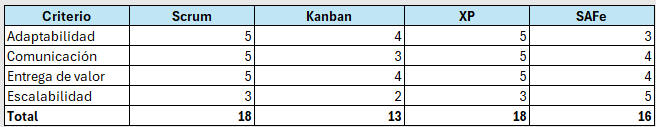 Criterio Scrum Kanban XP SAFe
Adaptabilidad 5 4 5 3
Comunicación 5 3 5 4
Entrega de valor 5 4 5 4
Escalabilidad 3 2 3 5
Total 18 13 18 16